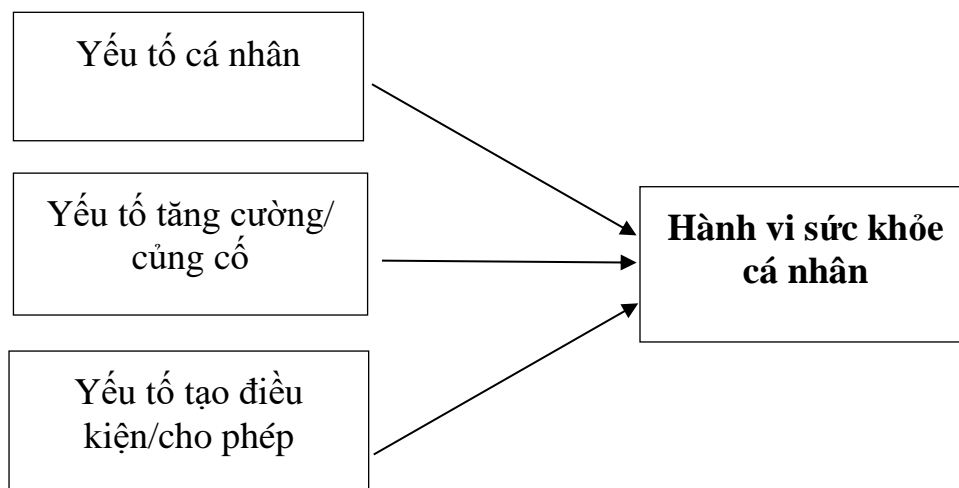 Yếu tố cá nhân
Yếu tố tăng cường/
củng cố
Yếu tố tạo điều
kiện/cho phép
Hành vi sức khỏe
cá nhân